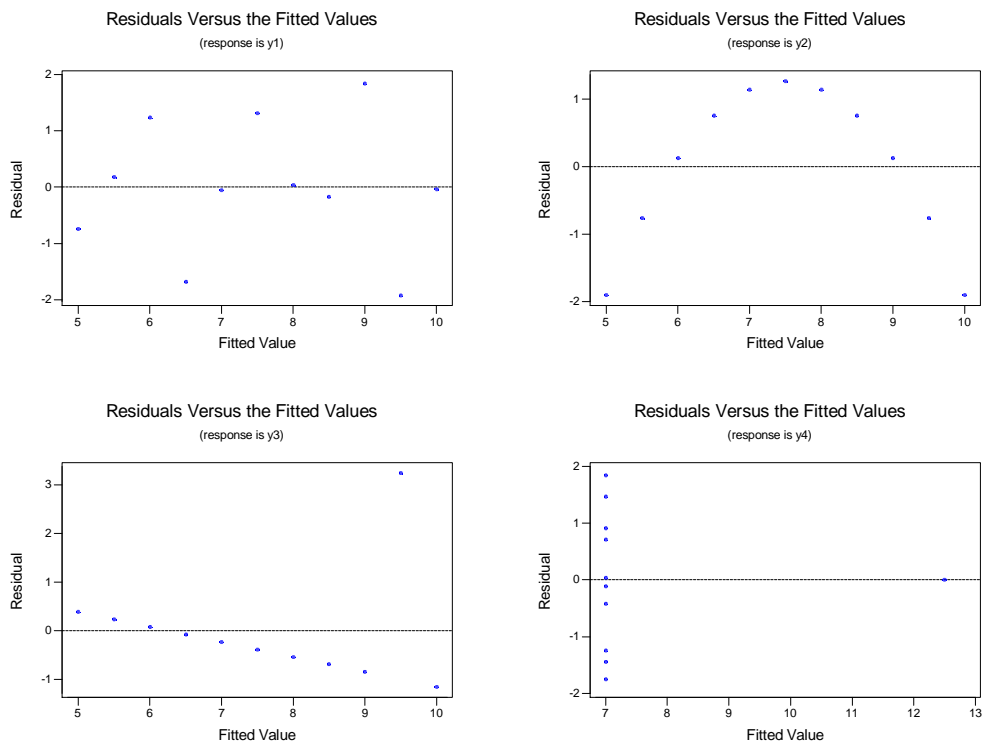 Residuals Versus the Fitted Values
(response is y1)
2
1
0
-1
-2
Residual
5 6 7 8 9 10
Fitted Value
Residuals Versus the Fitted Values
(response is y2)
1
0
-1
-2
Residual
5 6 7 8 9 10
Fitted Value
Residuals Versus the Fitted Values
(response is y3)
3
2
1
0
-1
Residual
5 6 7 8 9 10
Fitted Value
Residuals Versus the Fitted Values
(response is y4)
2
1
0
-1
-2
Residual
7 8 9 10 11 12 13
Fitted Value